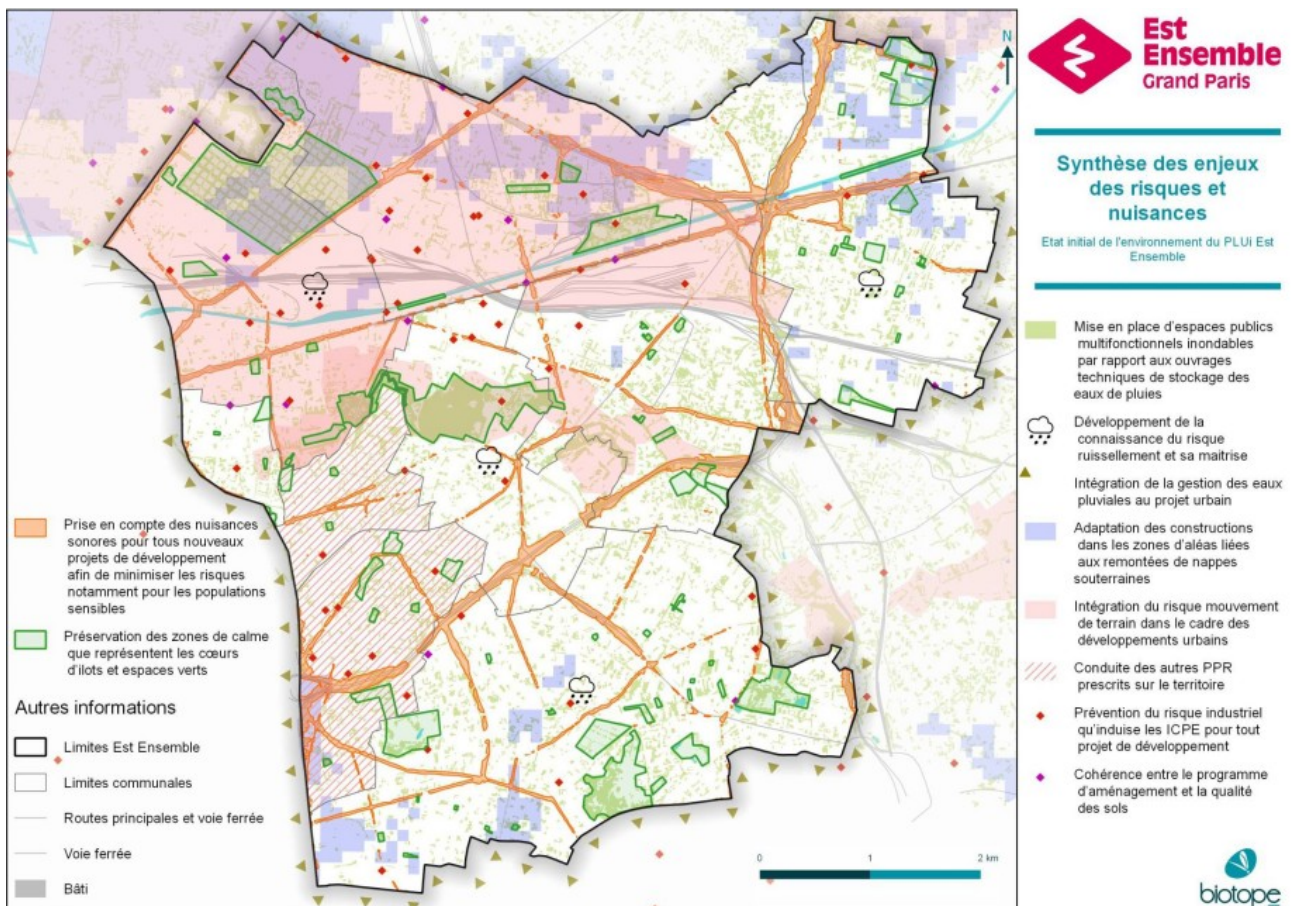 N
Est
Ensemble
Grand Paris
Synthèse des enjeux
des risques et
nuisances
Etat initial de l'environnement du PLUi Est
Ensemble
Mise en place d'espaces publics
multifonctionnels inondables
par rapport aux ouvrages
techniques de stockage des
eaux de pluies
Développement de la
connaissance du risque
ruissellement et sa maitrise
Intégration de la gestion des eaux
pluviales au projet urbain
Adaptation des constructions
dans les zones d'aléas liées
aux remontées de nappes
souterraines
Intégration du risque mouvement
de terrain dans le cadre des
développements urbains
Conduite des autres PPR
prescrits sur le territoire
Prévention du risque industriel
qu'induise les ICPE pour tout
projet de développement
Cohérence entre le programme
d'aménagement et la qualité
des sols
Prise en compte des nuisances
sonores pour tous nouveaux
projets de développement
afin de minimiser les risques
notamment pour les populations
sensibles
Préservation des zones de calme
que représentent les cœurs
d'ilots et espaces verts
Autres informations
Limites Est Ensemble
Limites communales
Routes principales et voie ferrée
Voie ferrée
Bâti
0 1 2 km
biotope